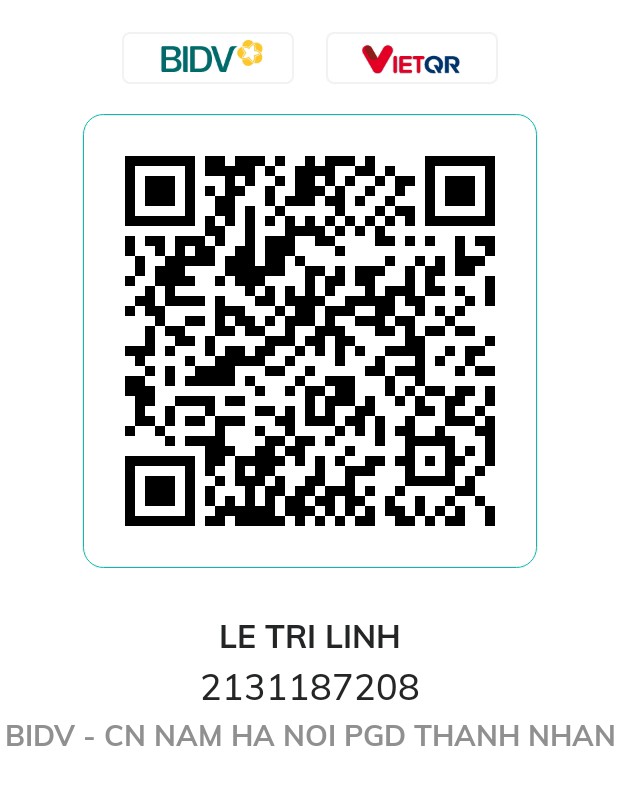 BIDV VIETQR
LE TRI LINH
2131187208
BIDV - CN NAM HA NOI PGD THANH NHAN